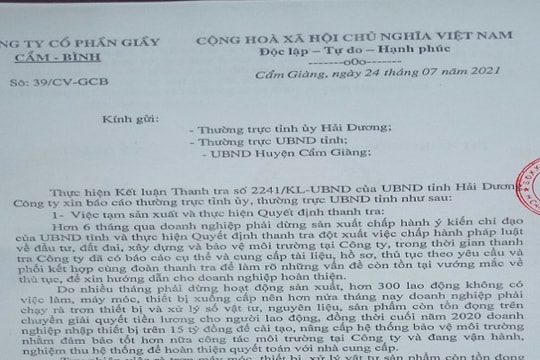 NG TY CỔ PHẦN GIẤY
CẨM - BÌNH
Số: 39/CV-GCB
CỘNG HOÀ XÃ HỘI CHỦ NGHĨA VIỆT NAM
Độc lập – Tự do – Hạnh phúc
-------o0o-------
Cẩm Giàng, ngày 24 tháng 07 năm 2021
Kính gửi:
- Thường trực tỉnh ủy Hải Dương;
- Thường trực UBND tỉnh;
- UBND Huyện Cẩm Giàng;
Thực hiện Kết luận Thanh tra số 2241/KL-UBND của UBND tỉnh Hải Dương
Công ty xin báo cáo thường trực tỉnh ủy, thường trực UBND tỉnh như sau:
1- Việc tạm sản xuất và thực hiện Quyết định thanh tra:
Hơn 6 tháng qua doanh nghiệp phải dừng sản xuất chấp hành ý kiến chỉ đạo
của UBND tỉnh và thực hiện Quyết định thanh tra đột xuất việc chấp hành pháp luật
về đầu tư, đất đai, xây dựng và bảo vệ môi trường tại Công ty, trong thời gian thanh
tra Công ty đã có báo cáo cụ thể và cung cấp tài liệu, hồ sơ, thủ tục theo yêu cầu và
phối kết hợp cùng đoàn thanh tra để làm rõ những vấn đề còn tồn tại vướng mắc về
thủ tục, để xin hướng dẫn cho doanh nghiệp hoàn thiện.
Do nhiều tháng phải dừng hoạt động sản xuất, hơn 300 lao động không có
việc làm, máy móc, thiết bị xuống cấp nên hơn nửa tháng nay doanh nghiệp phải
chạy rà trơn thiết bị và xử lý số vật tư, nguyên liệu, sản phẩm còn tồn đọng trên
chuyền giải quyết tiền lương cho người lao động, đồng thời cuối năm 2020 doanh
nghiệp nhập thiết bị trên 15 tỷ đồng để cải tạo, nâng cấp hệ thống bảo vệ môi trường
nhằm đảm bảo tốt hơn nữa công tác môi trường tại Công ty và đang vận hành,
nghiệm thu hệ thống để hoàn thiện quyết toán với nhà cung cấp.